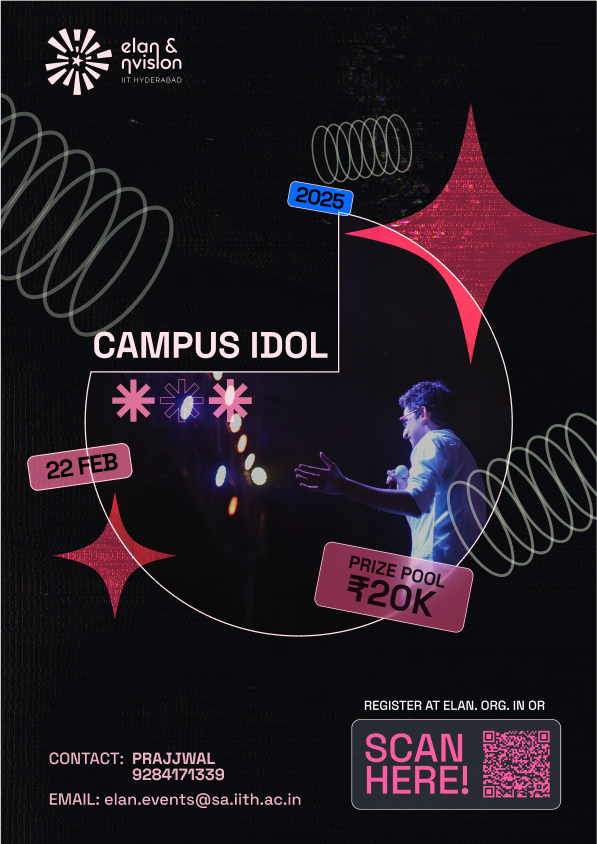 elan &
ηvision
IIT HYDERABAD
2025
CAMPUS IDOL
22 FEB
PRIZE POOL
₹20K
REGISTER AT ELAN. ORG. IN OR
SCAN
HERE!
CONTACT: PRAJJWAL
9284171339
EMAIL: elan.events@sa.iith.ac.in